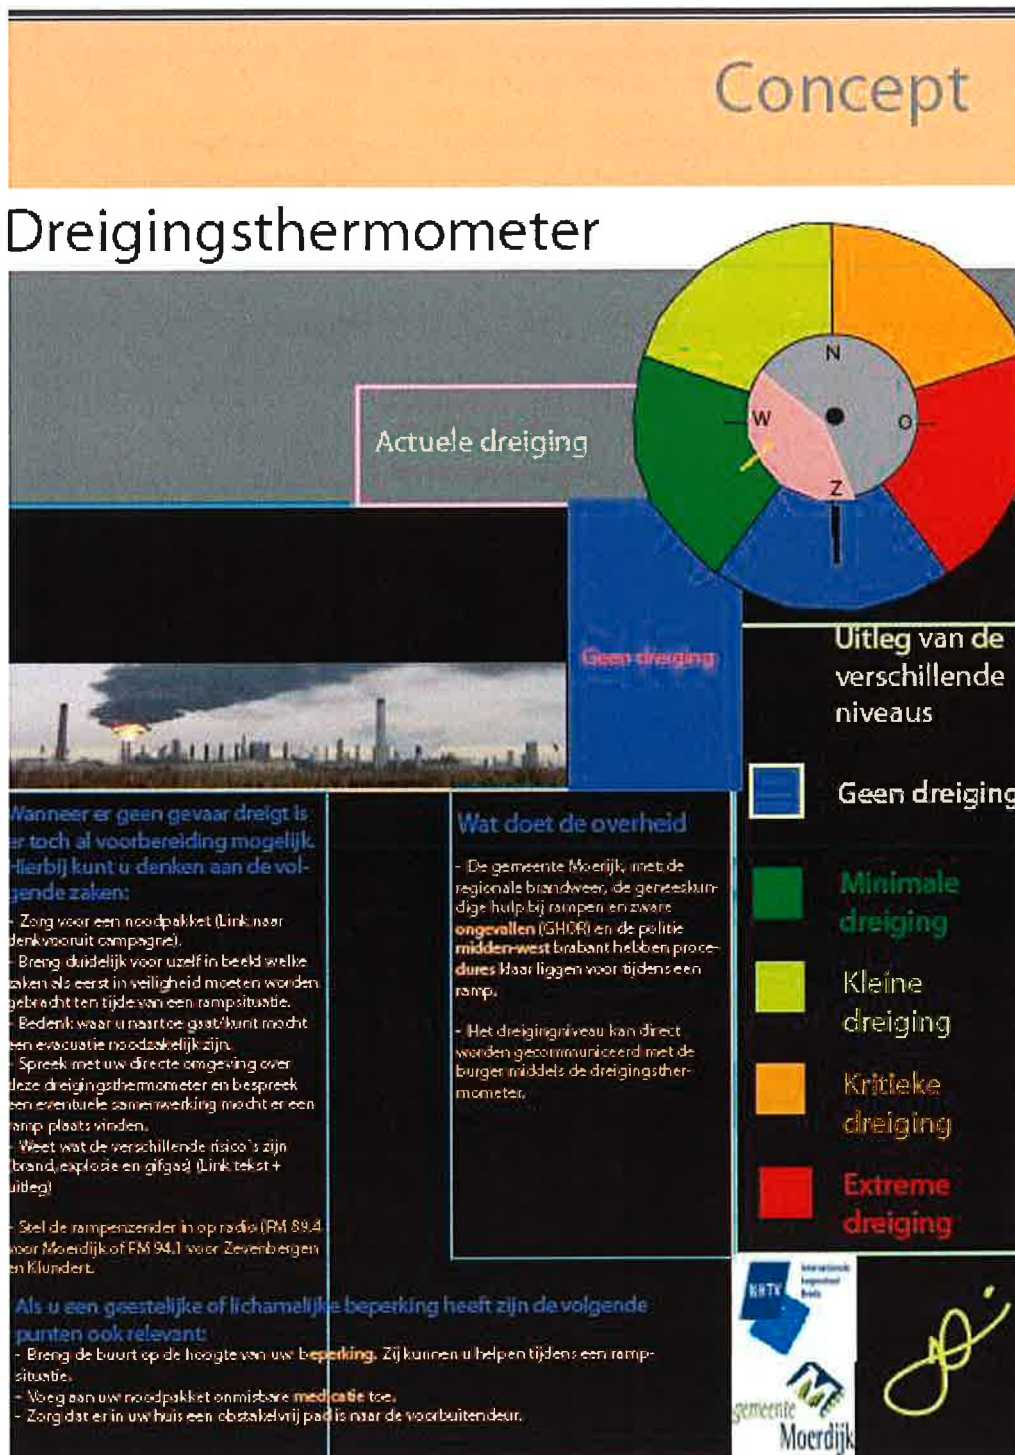 Concept
Dreigingsthermometer
N
W
O
Z
Actuele dreiging
Geen dreiging
Uitleg van de
verschillende
niveaus
Geen dreiging
Minimale
dreiging
Kleine
dreiging
Kritieke
dreiging
Extreme
dreiging
Wanneer er geen gevaar dreigt is
er toch al voorbereiding mogelijk.
Hierbij kunt u denken aan de vol-
gende zaken:
- Zorg voor een noodpakket (Link naar
denkvooruit campagne).
- Breng duidelijk voor uzelf in beeld welke
zaken als eerst in veiligheid moeten worden
gebracht ten tijde van een rampsituatie.
- Bedenk waar u naartoe gaat/kunt mocht
een evacuatie noodzakelijk zijn.
- Spreek met uw directe omgeving over
deze dreigingsthermometer en bespreek
een eventuele samenwerking mocht er een
ramp plaats vinden.
- Weet wat de verschillende risico's zijn
(brand, explosie en gifgas) (Link tekst +
uitleg)
- Stel de rampenzender in op radio (FM 89.4
voor Moerdijk of FM 94.1 voor Zevenbergen
en Klundert.
Wat doet de overheid
- De gemeente Moerijk, met de
regionale brandweer, de geneeskun-
dige hulp bij rampen en zware
ongevallen (GHOR) en de politie
midden-west brabant hebben proce-
dures klaar liggen voor tijdens een
ramp.
- Het dreigingniveau kan direct
worden gecommuniceerd met de
burger middels de dreigingsther-
mometer.
Als u een geestelijke of lichamelijke beperking heeft zijn de volgende
punten ook relevant:
- Breng de buurt op de hoogte van uw beperking. Zij kunnen u helpen tijdens een ramp-
situatie.
- Voeg aan uw noodpakket onmisbare medicatie toe.
- Zorg dat er in uw huis een obstakelvrij pad is naar de voorbuitendeur.
NHTV
Internationale
hogeschool
Breda
gemeente
Moerdijk